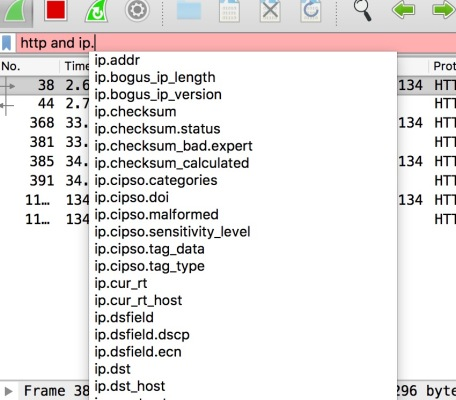 http and ip.
No. Time Prot
38 2.6 134 HTT
44 2.7 HTT
368 33. 134 HTT
381 33. HTT
385 34. 134 HTT
391 34. HTT
11… 134 134 HTT
11… 134 HTT
ip.addr
ip.bogus_ip_length
ip.bogus_ip_version
ip.checksum
ip.checksum.status
ip.checksum_bad.expert
ip.checksum_calculated
ip.cipso.categories
ip.cipso.doi
ip.cipso.malformed
ip.cipso.sensitivity_level
ip.cipso.tag_data
ip.cipso.tag_type
ip.cur_rt
ip.cur_rt_host
ip.dsfield
ip.dsfield.dscp
ip.dsfield.ecn
ip.dst
ip.dst_host
Frame 38 296 byte